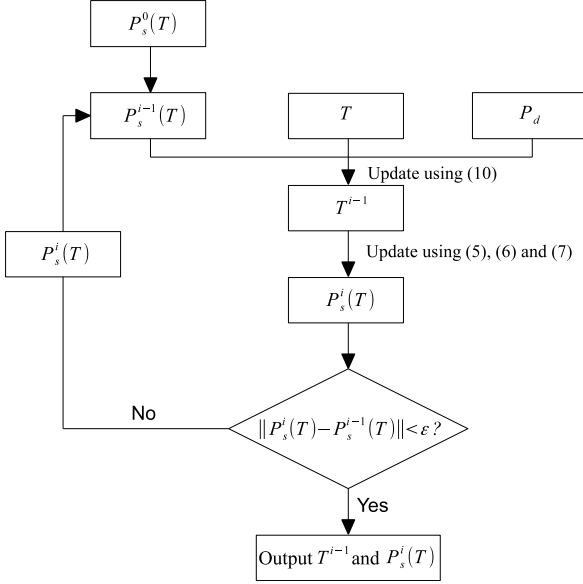 P_s^0(T)
P_s^{i−1}(T)
T
P_d
Update using (10)
T^{i−1}
P_s^i(T)
Update using (5), (6) and (7)
P_s^i(T)
No
‖P_s^i(T)−P_s^{i−1}(T)‖<ε?
Yes
Output T^{i−1} and P_s^i(T)